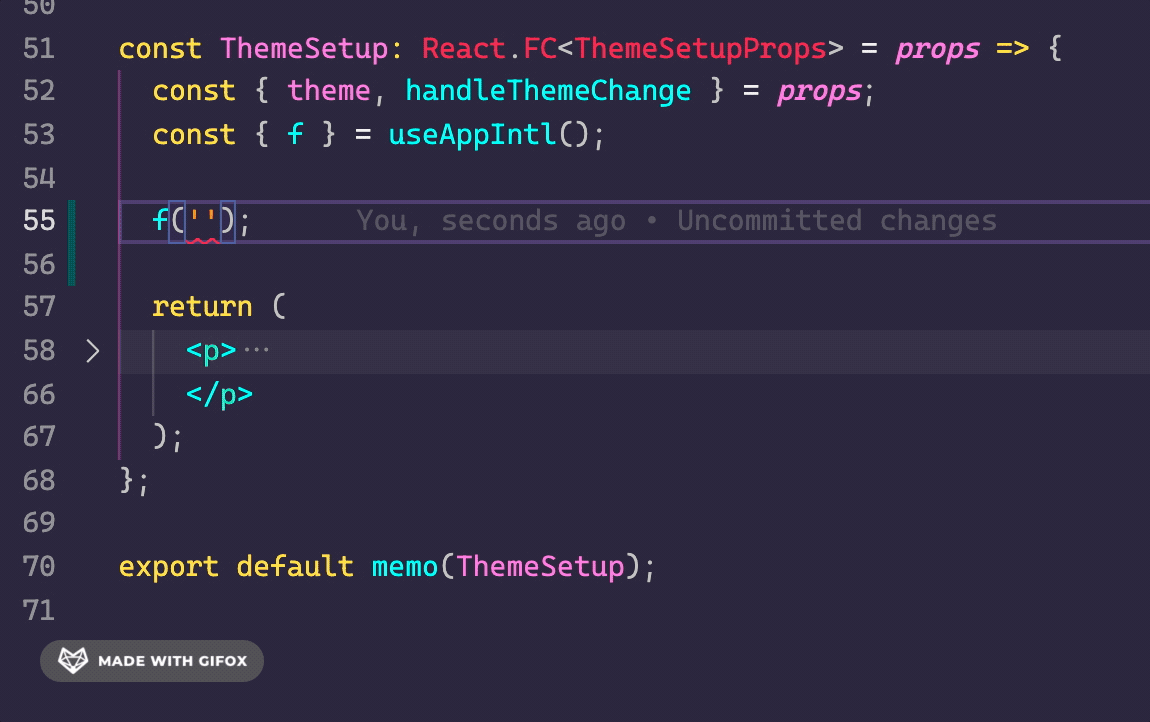 50
51 const ThemeSetup: React.FC<ThemeSetupProps> = props => {
52 const { theme, handleThemeChange } = props;
53 const { f } = useAppIntl();
54
55 f(''); You, seconds ago • Uncommitted changes
56
57 return (
58 <p>···
66 </p>
67 );
68 };
69
70 export default memo(ThemeSetup);
71
MADE WITH GIFOX